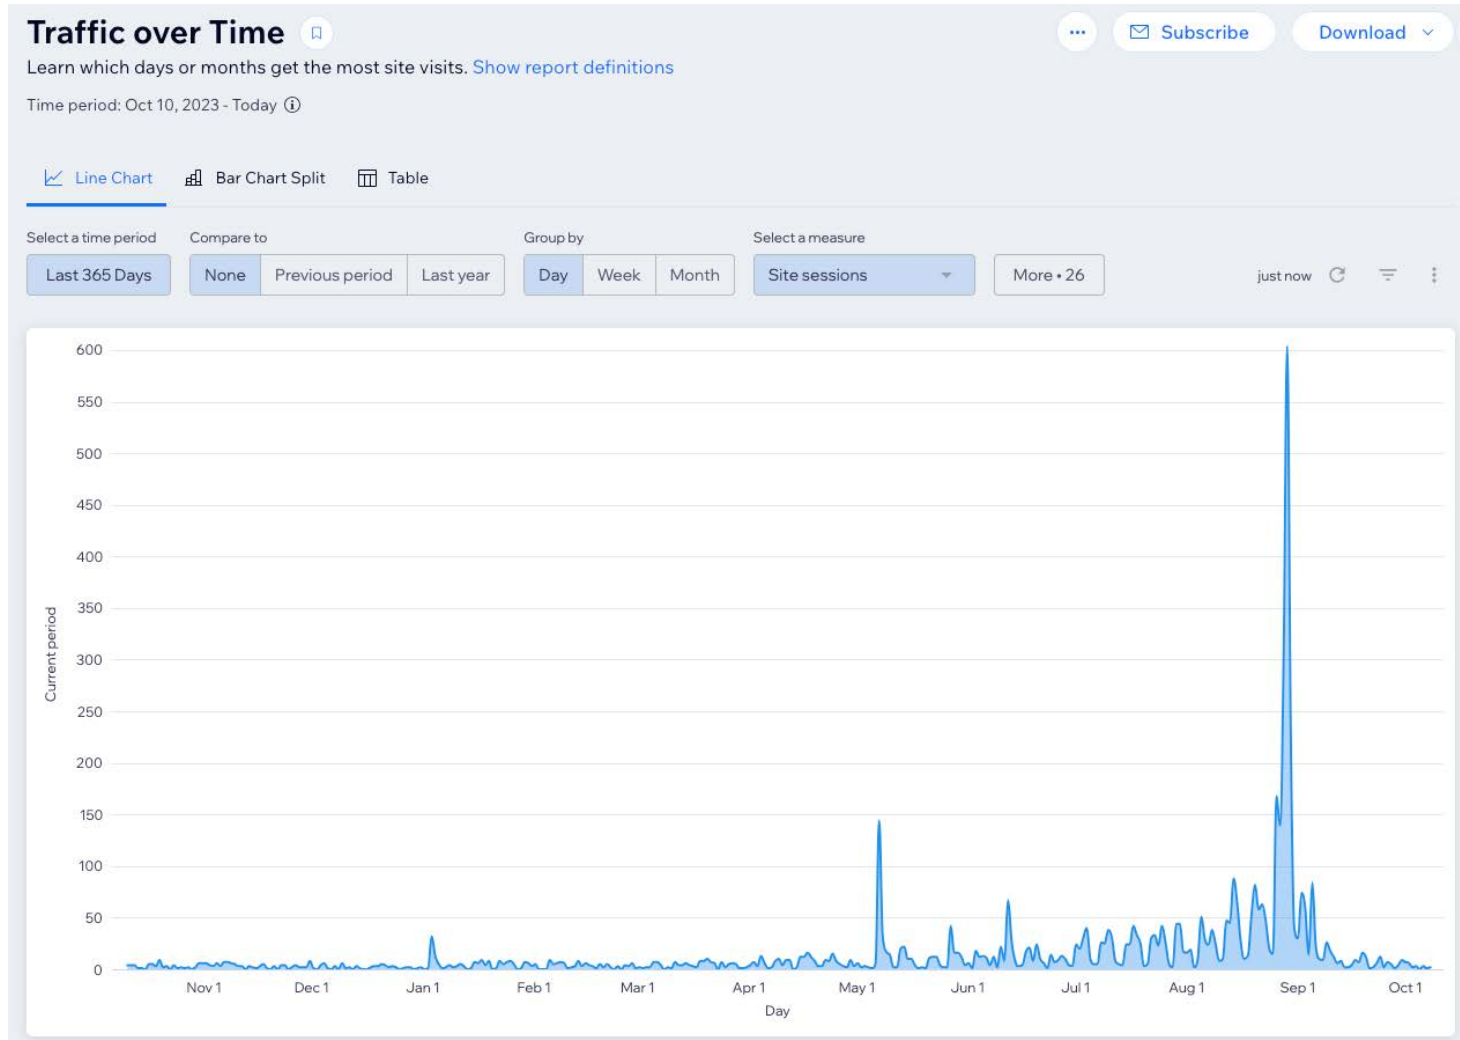 Traffic over Time
Subscribe
Download
Learn which days or months get the most site visits. Show report definitions
Time period: Oct 10, 2023 - Today
Line Chart
Bar Chart Split
Table
Select a time period
Compare to
Group by
Select a measure
Last 365 Days
None
Previous period
Last year
Day
Week
Month
Site sessions
More • 26
just now
600
550
500
450
400
350
300
250
200
150
100
50
0
Current period
Nov 1
Dec 1
Jan 1
Feb 1
Mar 1
Apr 1
May 1
Jun 1
Jul 1
Aug 1
Sep 1
Oct 1
Day